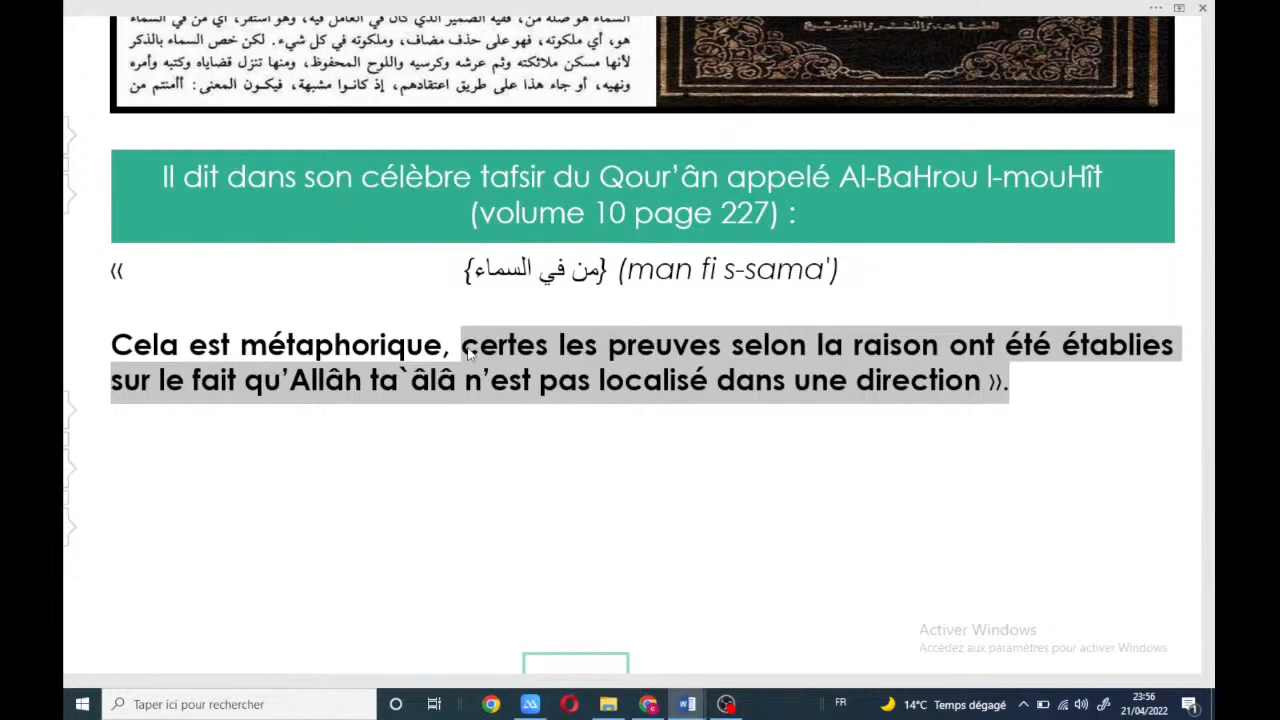 السماء هو صلة من، ففيه الضمير الذي كان في العامل فيه، وهو استقر، أي من في السماء
هو، أي ملكوته، فهو على حذف مضاف، وملكوته في كل شيء. لكن خص السماء بالذكر
لأنها مسكن ملائكته وثم عرشه وكرسيه واللوح المحفوظ، ومنها تنزل قضاياه وكتبه وأمره
ونهيه، أو جاء هذا على طريق اعتقادهم، إذ كانوا مشبهة، فيكون المعنى: أأمنتم من
Il dit dans son célèbre tafsir du Qour’ân appelé Al-BaHrou l-mouHît
(volume 10 page 227) :
« {من في السماء} (man fi s-sama')
Cela est métaphorique, certes les preuves selon la raison ont été établies
sur le fait qu’Allâh ta`âlâ n’est pas localisé dans une direction ».
Activer Windows
Accédez aux paramètres pour activer Windows
Taper ici pour rechercher
FR
14°C Temps dégagé
23:56
21/04/2022